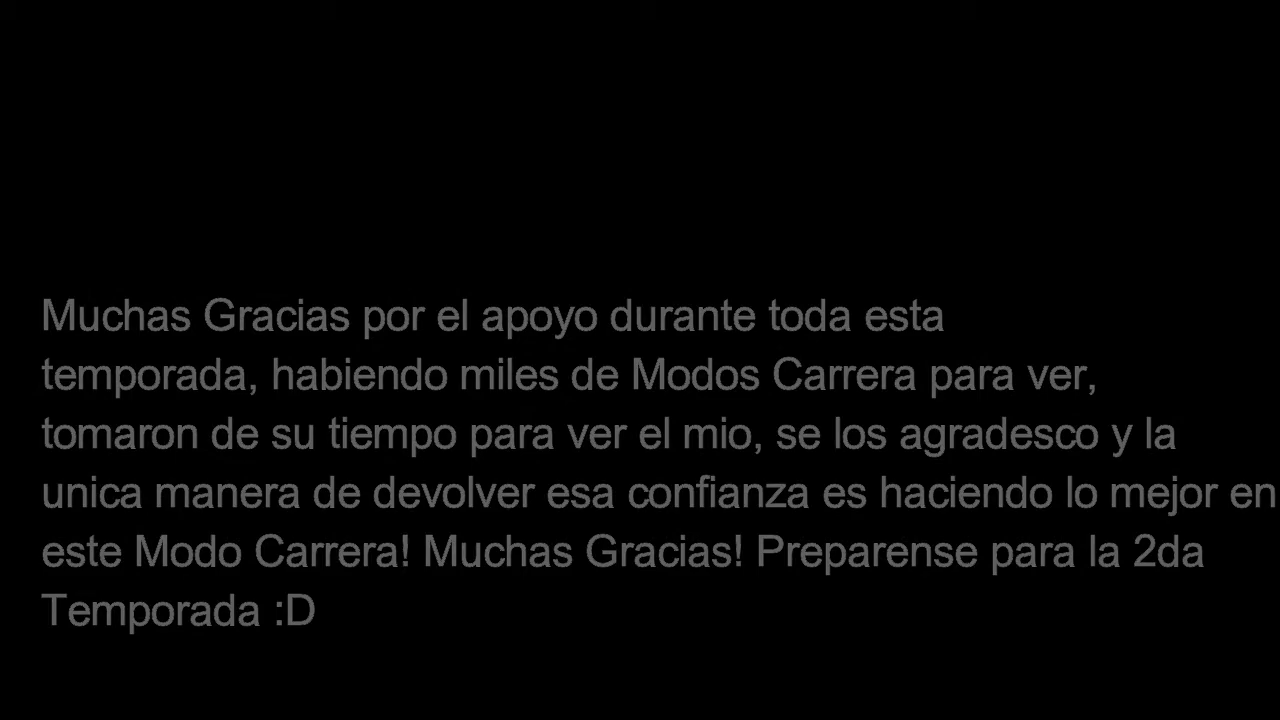 Muchas Gracias por el apoyo durante toda esta
temporada, habiendo miles de Modos Carrera para ver,
tomaron de su tiempo para ver el mio, se los agradesco y la
unica manera de devolver esa confianza es haciendo lo mejor en
este Modo Carrera! Muchas Gracias! Preparense para la 2da
Temporada :D